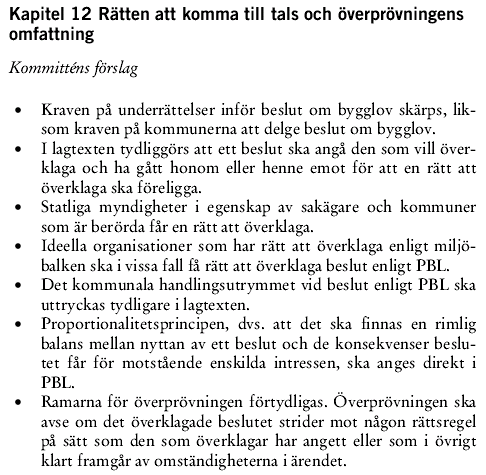 Kapitel 12 Rätten att komma till tals och överprövningens
omfattning
Kommitténs förslag
• Kraven på underrättelser inför beslut om bygglov skärps, lik-
som kraven på kommunerna att delge beslut om bygglov.
• I lagtexten tydliggörs att ett beslut ska angå den som vill över-
klaga och ha gått honom eller henne emot för att en rätt att
överklaga ska föreligga.
• Statliga myndigheter i egenskap av sakägare och kommuner
som är berörda får en rätt att överklaga.
• Ideella organisationer som har rätt att överklaga enligt miljö-
balken ska i vissa fall få rätt att överklaga beslut enligt PBL.
• Det kommunala handlingsutrymmet vid beslut enligt PBL ska
uttryckas tydligare i lagtexten.
• Proportionalitetsprincipen, dvs. att det ska finnas en rimlig
balans mellan nyttan av ett beslut och de konsekvenser beslu-
tet får för motstående enskilda intressen, ska anges direkt i
PBL.
• Ramarna för överprövningen förtydligas. Överprövningen ska
avse om det överklagade beslutet strider mot någon rättsregel
på sätt som den som överklagar har angett eller som i övrigt
klart framgår av omständigheterna i ärendet.